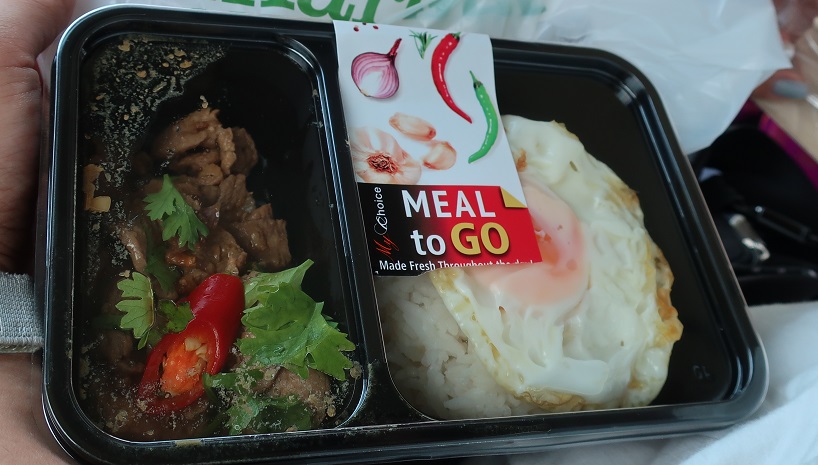 My Choice
MEAL
to GO
Made Fresh Throughout the